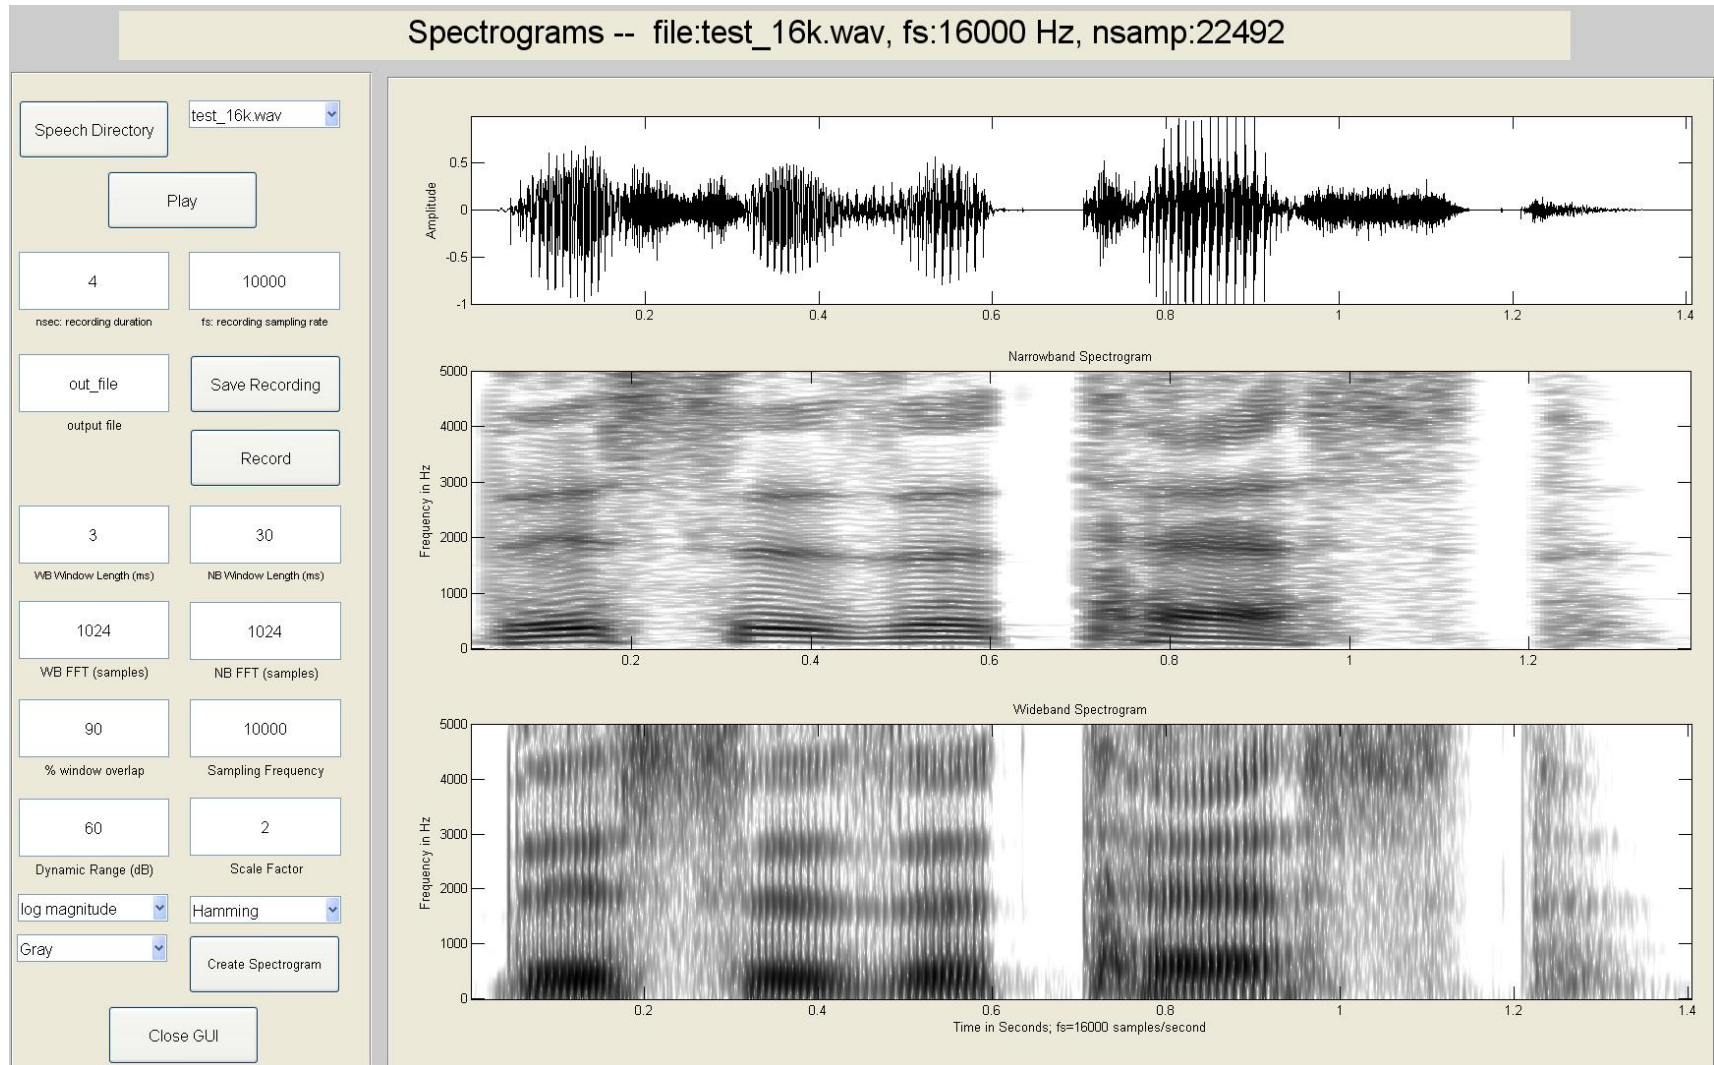 Spectrograms -- file:test_16k.wav, fs:16000 Hz, nsamp:22492
Speech Directory
test_16k.wav
Play
4
10000
nsec: recording duration
fs: recording sampling rate
out_file
Save Recording
output file
Record
3
30
WB Window Length (ms)
NB Window Length (ms)
1024
1024
WB FFT (samples)
NB FFT (samples)
90
10000
% window overlap
Sampling Frequency
60
2
Dynamic Range (dB)
Scale Factor
log magnitude
Hamming
Gray
Create Spectrogram
Close GUI
Amplitude
0.5
0
-0.5
-1
0.2 0.4 0.6 0.8 1 1.2 1.4
Narrowband Spectrogram
Frequency in Hz
5000
4000
3000
2000
1000
0
0.2 0.4 0.6 0.8 1 1.2
Wideband Spectrogram
Frequency in Hz
5000
4000
3000
2000
1000
0
0.2 0.4 0.6 0.8 1 1.2 1.4
Time in Seconds; fs=16000 samples/second